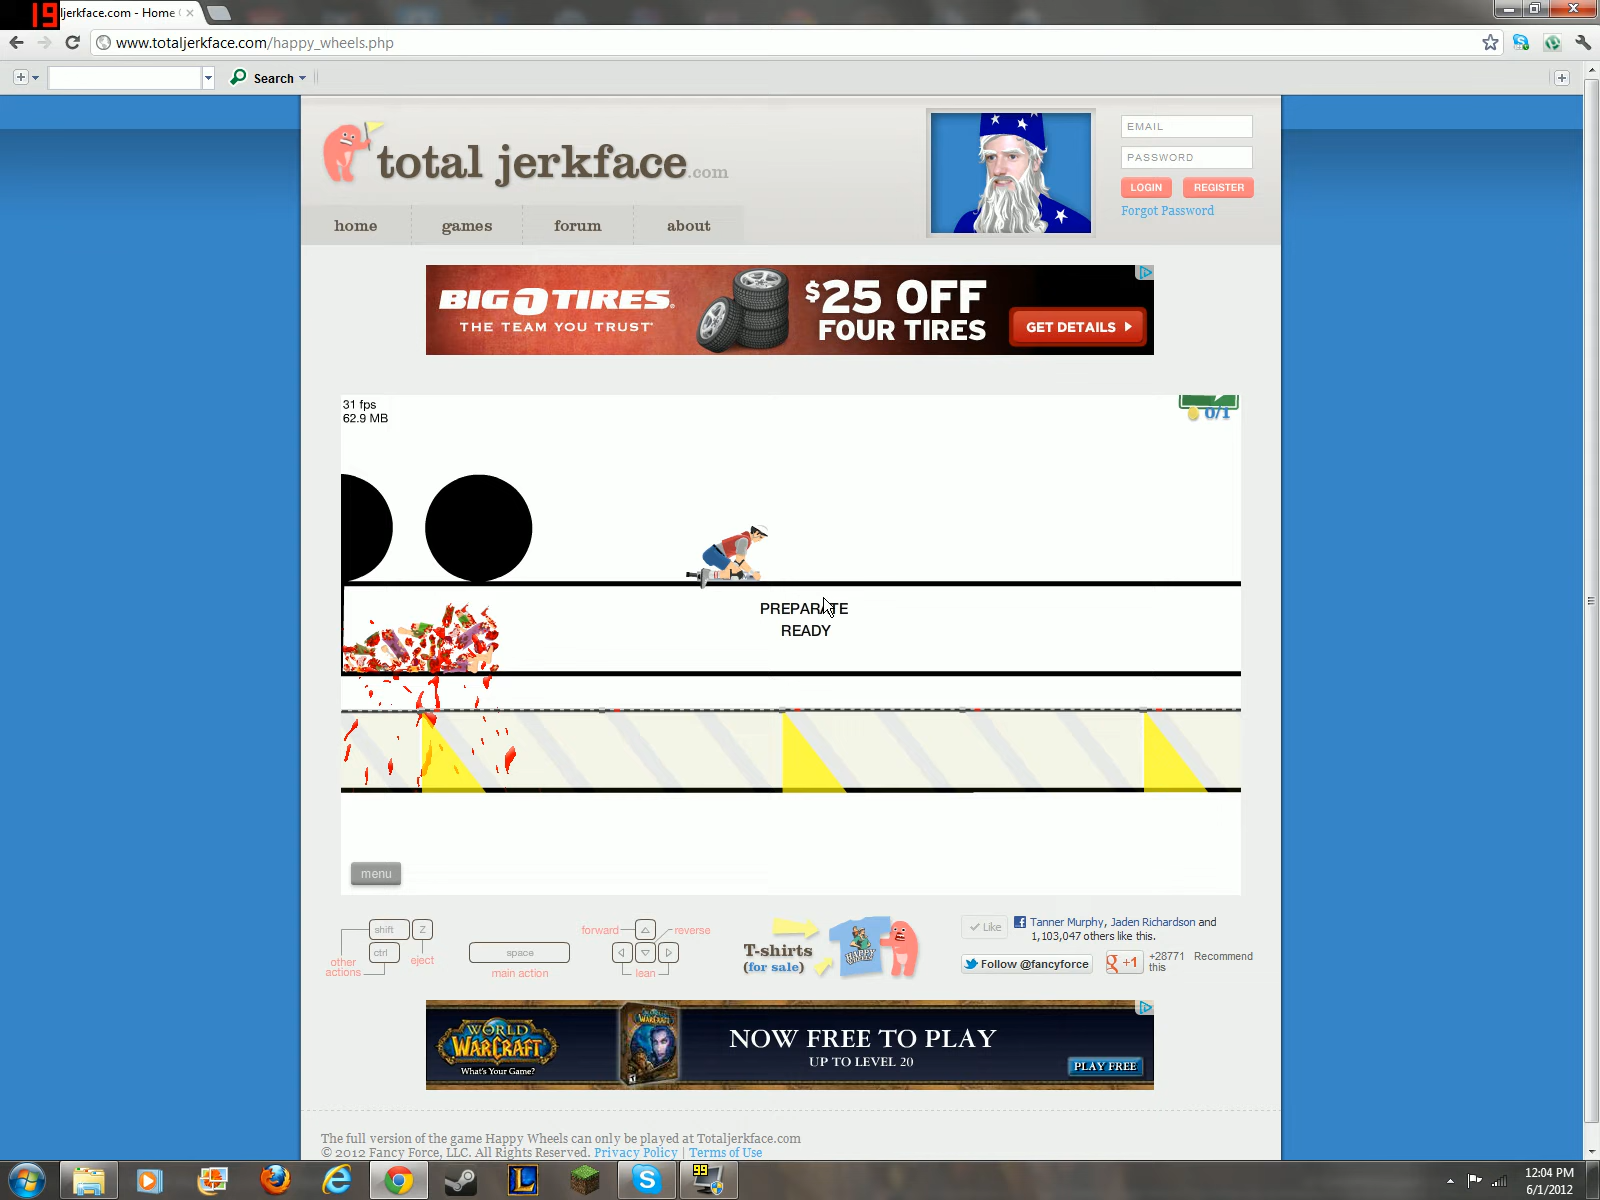 19
ljerkface.com - Home
www.totaljerkface.com/happy_wheels.php
Search
total jerkface.com
EMAIL
PASSWORD
LOGIN
REGISTER
Forgot Password
home
games
forum
about
BIG O TIRES
THE TEAM YOU TRUST
$25 OFF
FOUR TIRES
GET DETAILS
31 fps
62.9 MB
0/1
READY
menu
shift
Z
ctrl
other
actions
eject
space
main action
forward
reverse
lean
T-shirts
(for sale)
Like
Tanner Murphy, Jaden Richardson and
1,103,047 others like this.
Follow @fancyforce
+1
+28771 Recommend
this
WORLD
OF
WARCRAFT
What's Your Game?
NOW FREE TO PLAY
UP TO LEVEL 20
PLAY FREE
The full version of the game Happy Wheels can only be played at Totaljerkface.com
© 2012 Fancy Force, LLC. All Rights Reserved. Privacy Policy | Terms of Use
99
12:04 PM
6/1/2012